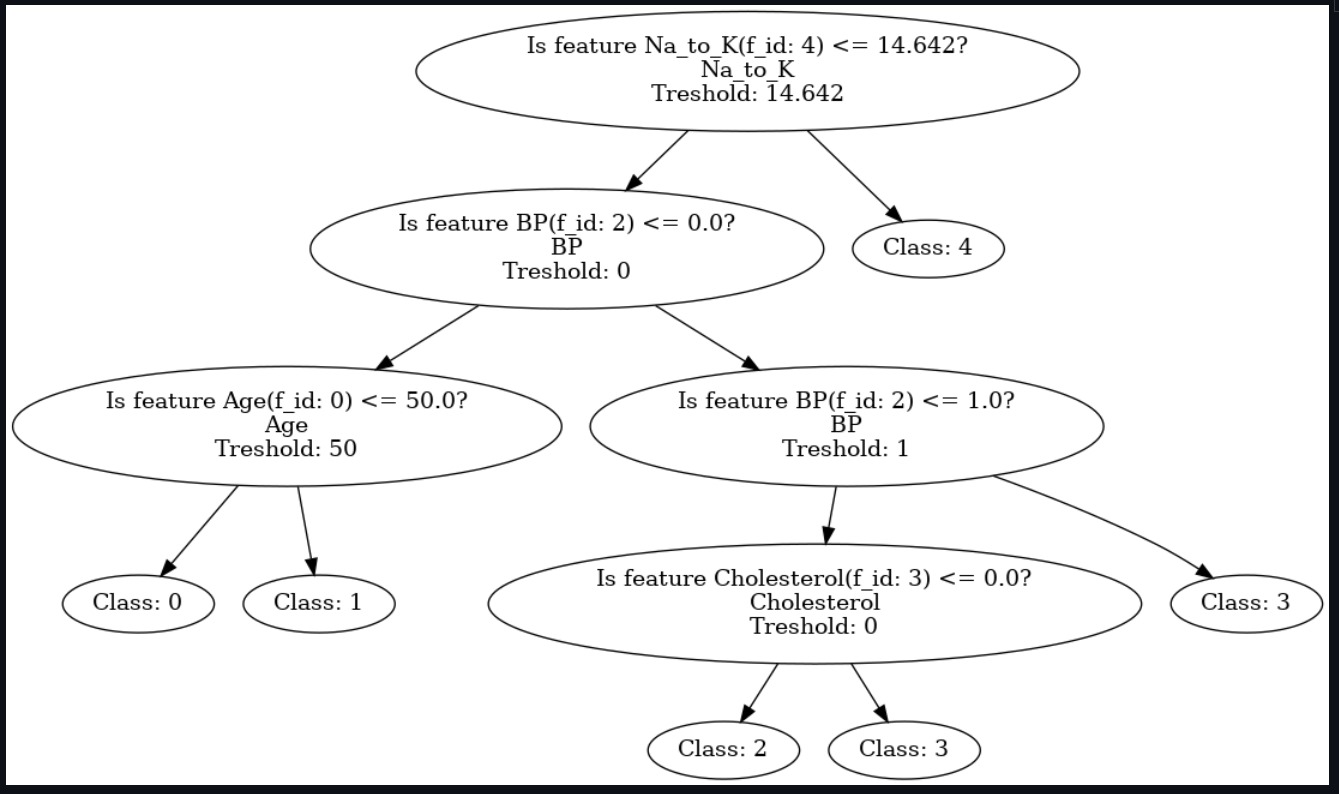 Is feature Na_to_K(f_id: 4) <= 14.642?
Na_to_K
Treshold: 14.642
Is feature BP(f_id: 2) <= 0.0?
BP
Treshold: 0
Class: 4
Is feature Age(f_id: 0) <= 50.0?
Age
Treshold: 50
Is feature BP(f_id: 2) <= 1.0?
BP
Treshold: 1
Class: 0
Class: 1
Is feature Cholesterol(f_id: 3) <= 0.0?
Cholesterol
Treshold: 0
Class: 3
Class: 2
Class: 3